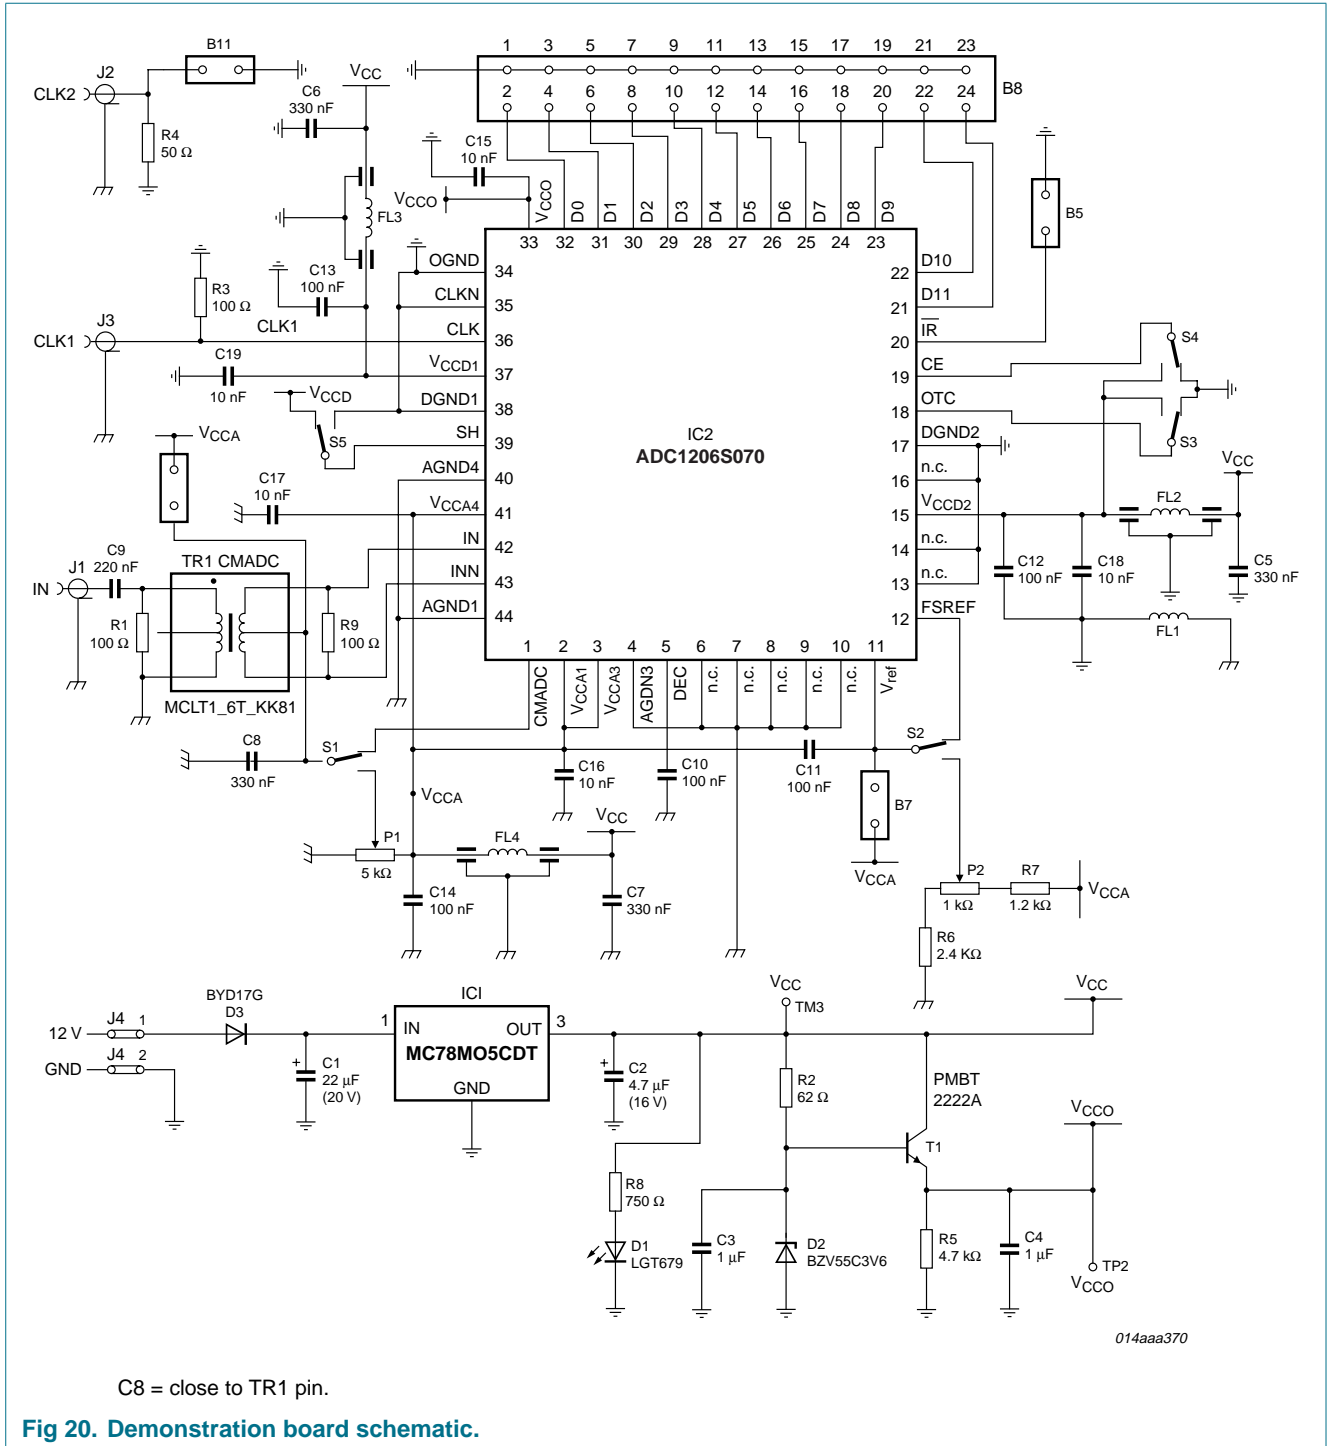 B11
J2
CLK2
R4
50 Ω
VCC
C6
330 nF
1 3 5 7 9 11 13 15 17 19 21 23
2 4 6 8 10 12 14 16 18 20 22 24
B8
C15
10 nF
VCCO
VCCO
D0
D1
D2
D3
D4
D5
D6
D7
D8
D9
33 32 31 30 29 28 27 26 25 24 23
FL3
B5
OGND
34
CLKN
35
CLK
36
VCCD1
37
DGND1
38
SH
39
AGND4
40
VCCA4
41
IN
42
INN
43
AGND1
44
22
D10
21
D11
20
IR
19
CE
18
OTC
17
DGND2
16
n.c.
15
VCCD2
14
n.c.
13
n.c.
12
FSREF
IC2
ADC1206S070
R3
100 Ω
C13
100 nF
CLK1
J3
CLK1
C19
10 nF
VCCD
S5
VCCA
C17
10 nF
S4
S3
VCC
FL2
C12
100 nF
C18
10 nF
C5
330 nF
FL1
C9
220 nF
J1
IN
TR1 CMADC
R1
100 Ω
R9
100 Ω
MCLT1_6T_KK81
1 2 3 4 5 6 7 8 9 10 11
CMADC
VCCA1
VCCA3
AGDN3
DEC
n.c.
n.c.
n.c.
n.c.
n.c.
Vref
C8
330 nF
S1
S2
C16
10 nF
C10
100 nF
C11
100 nF
B7
VCCA
VCCA
P1
5 kΩ
FL4
VCC
C14
100 nF
C7
330 nF
P2
1 kΩ
R7
1.2 kΩ
VCCA
R6
2.4 KΩ
BYD17G
D3
12 V
J4
1
GND
J4
2
+
C1
22 μF
(20 V)
ICI
1
IN
OUT
3
MC78MO5CDT
GND
+
C2
4.7 μF
(16 V)
VCC
TM3
VCC
R2
62 Ω
PMBT
2222A
T1
VCCO
R8
750 Ω
D1
LGT679
C3
1 μF
D2
BZV55C3V6
R5
4.7 kΩ
C4
1 μF
TP2
VCCO
014aaa370
C8 = close to TR1 pin.
Fig 20. Demonstration board schematic.